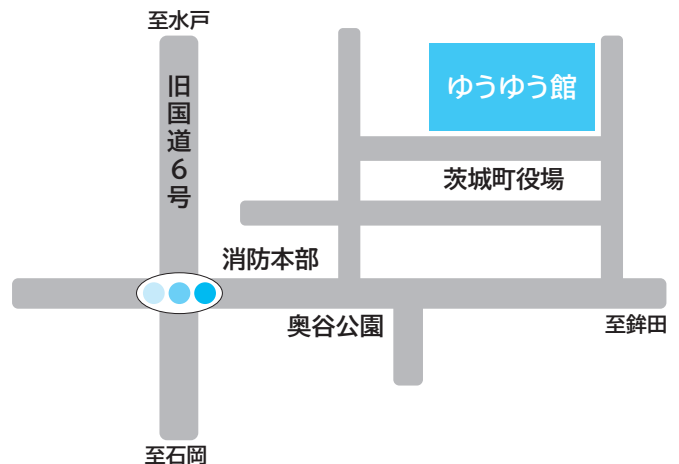 至水戸
旧国道6号
ゆうゆう館
茨城町役場
消防本部
奥谷公園
至鉾田
至石岡